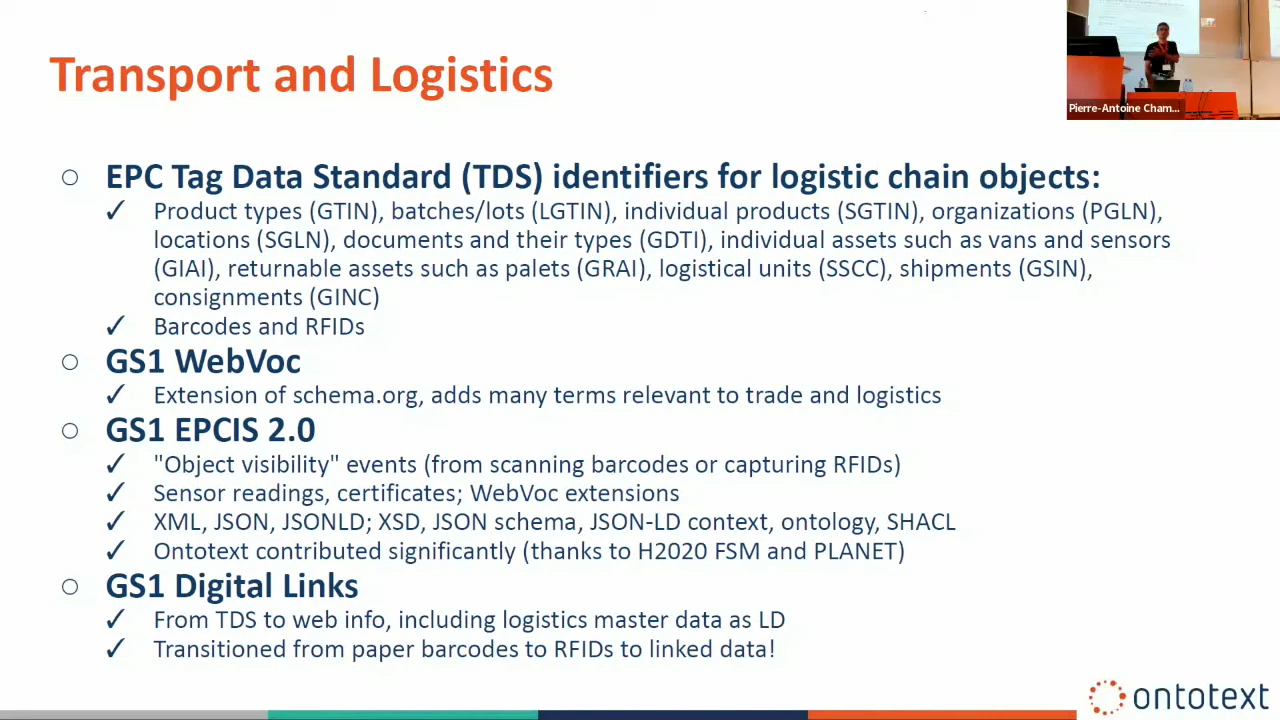 Transport and Logistics
Pierre-Antoine Cham...
○ EPC Tag Data Standard (TDS) identifiers for logistic chain objects:
✓ Product types (GTIN), batches/lots (LGTIN), individual products (SGTIN), organizations (PGLN),
locations (SGLN), documents and their types (GDTI), individual assets such as vans and sensors
(GIAI), returnable assets such as palets (GRAI), logistical units (SSCC), shipments (GSIN),
consignments (GINC)
✓ Barcodes and RFIDs
○ GS1 WebVoc
✓ Extension of schema.org, adds many terms relevant to trade and logistics
○ GS1 EPCIS 2.0
✓ "Object visibility" events (from scanning barcodes or capturing RFIDs)
✓ Sensor readings, certificates; WebVoc extensions
✓ XML, JSON, JSONLD; XSD, JSON schema, JSON-LD context, ontology, SHACL
✓ Ontotext contributed significantly (thanks to H2020 FSM and PLANET)
○ GS1 Digital Links
✓ From TDS to web info, including logistics master data as LD
✓ Transitioned from paper barcodes to RFIDs to linked data!
ontotext